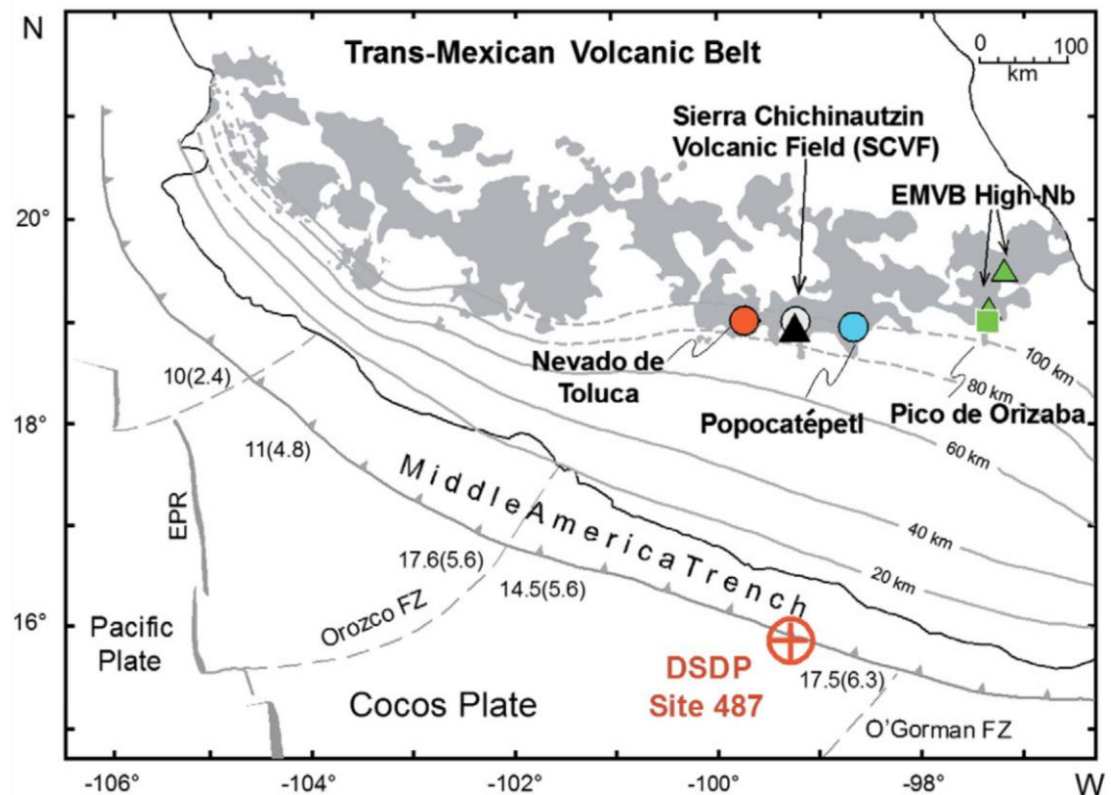 N
Trans-Mexican Volcanic Belt
0 100
km
Sierra Chichinautzin
Volcanic Field (SCVF)
EMVB High-Nb
20°
Nevado de
Toluca
Popocatépetl
Pico de Orizaba
100 km
80 km
60 km
40 km
20 km
18°
10(2.4)
11(4.8)
Middle America Trench
EPR
17.6(5.6)
14.5(5.6)
Orozco FZ
16°
Pacific
Plate
Cocos Plate
DSDP
Site 487
17.5(6.3)
O'Gorman FZ
-106° -104° -102° -100° -98° W